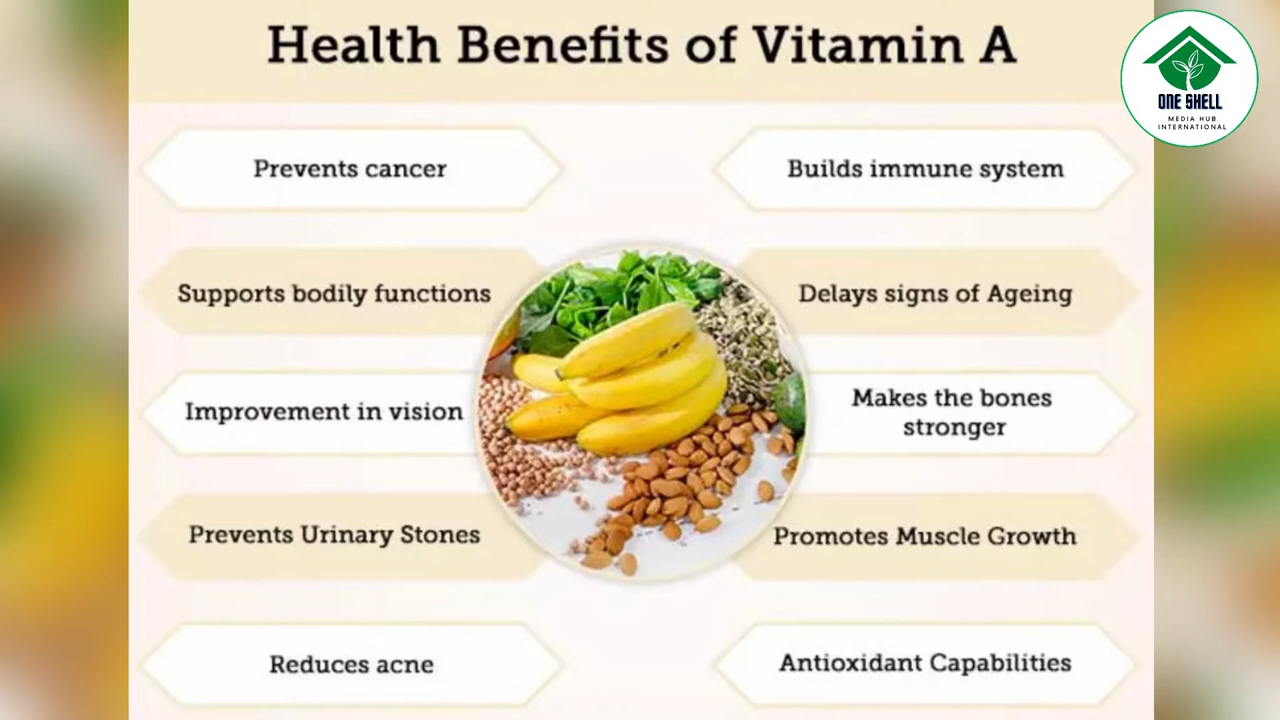 Health Benefits of Vitamin A
ONE SHELL
MEDIA HUB
INTERNATIONAL
Prevents cancer
Builds immune system
Supports bodily functions
Delays signs of Ageing
Improvement in vision
Makes the bones
stronger
Prevents Urinary Stones
Promotes Muscle Growth
Reduces acne
Antioxidant Capabilities